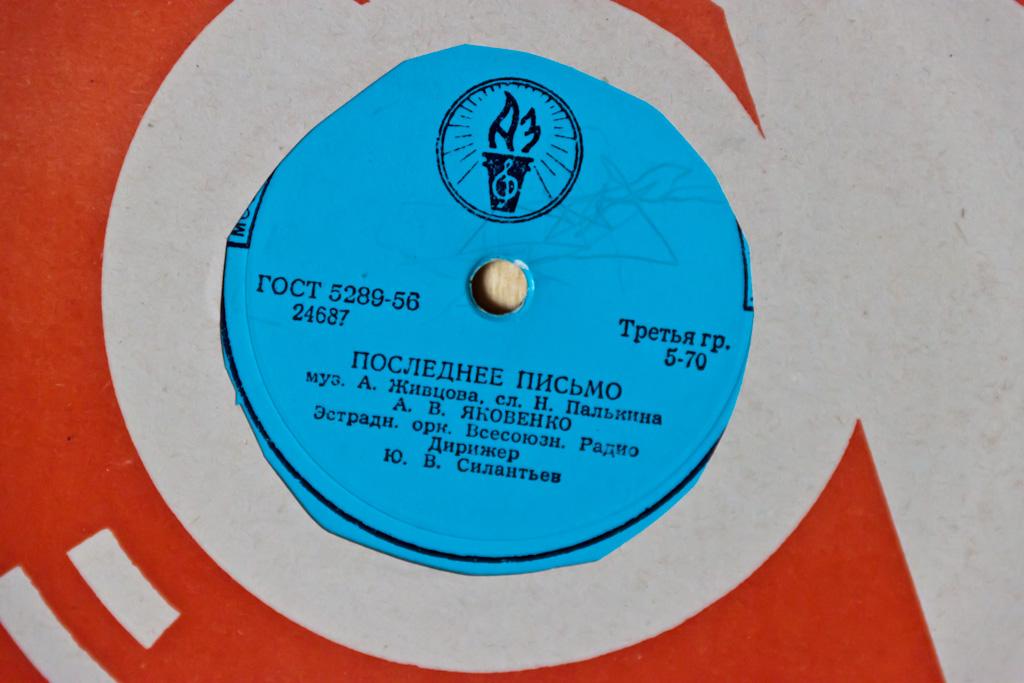 АЗ
ГОСТ 5289-56
24687
Третья гр.
5-70
ПОСЛЕДНЕЕ ПИСЬМО
муз. А. Живцова, сл. Н. Палькина
А. В. ЯКОВЕНКО
Эстрадн. орк. Всесоюзн. Радио
Дирижер
Ю. В. Силантьев